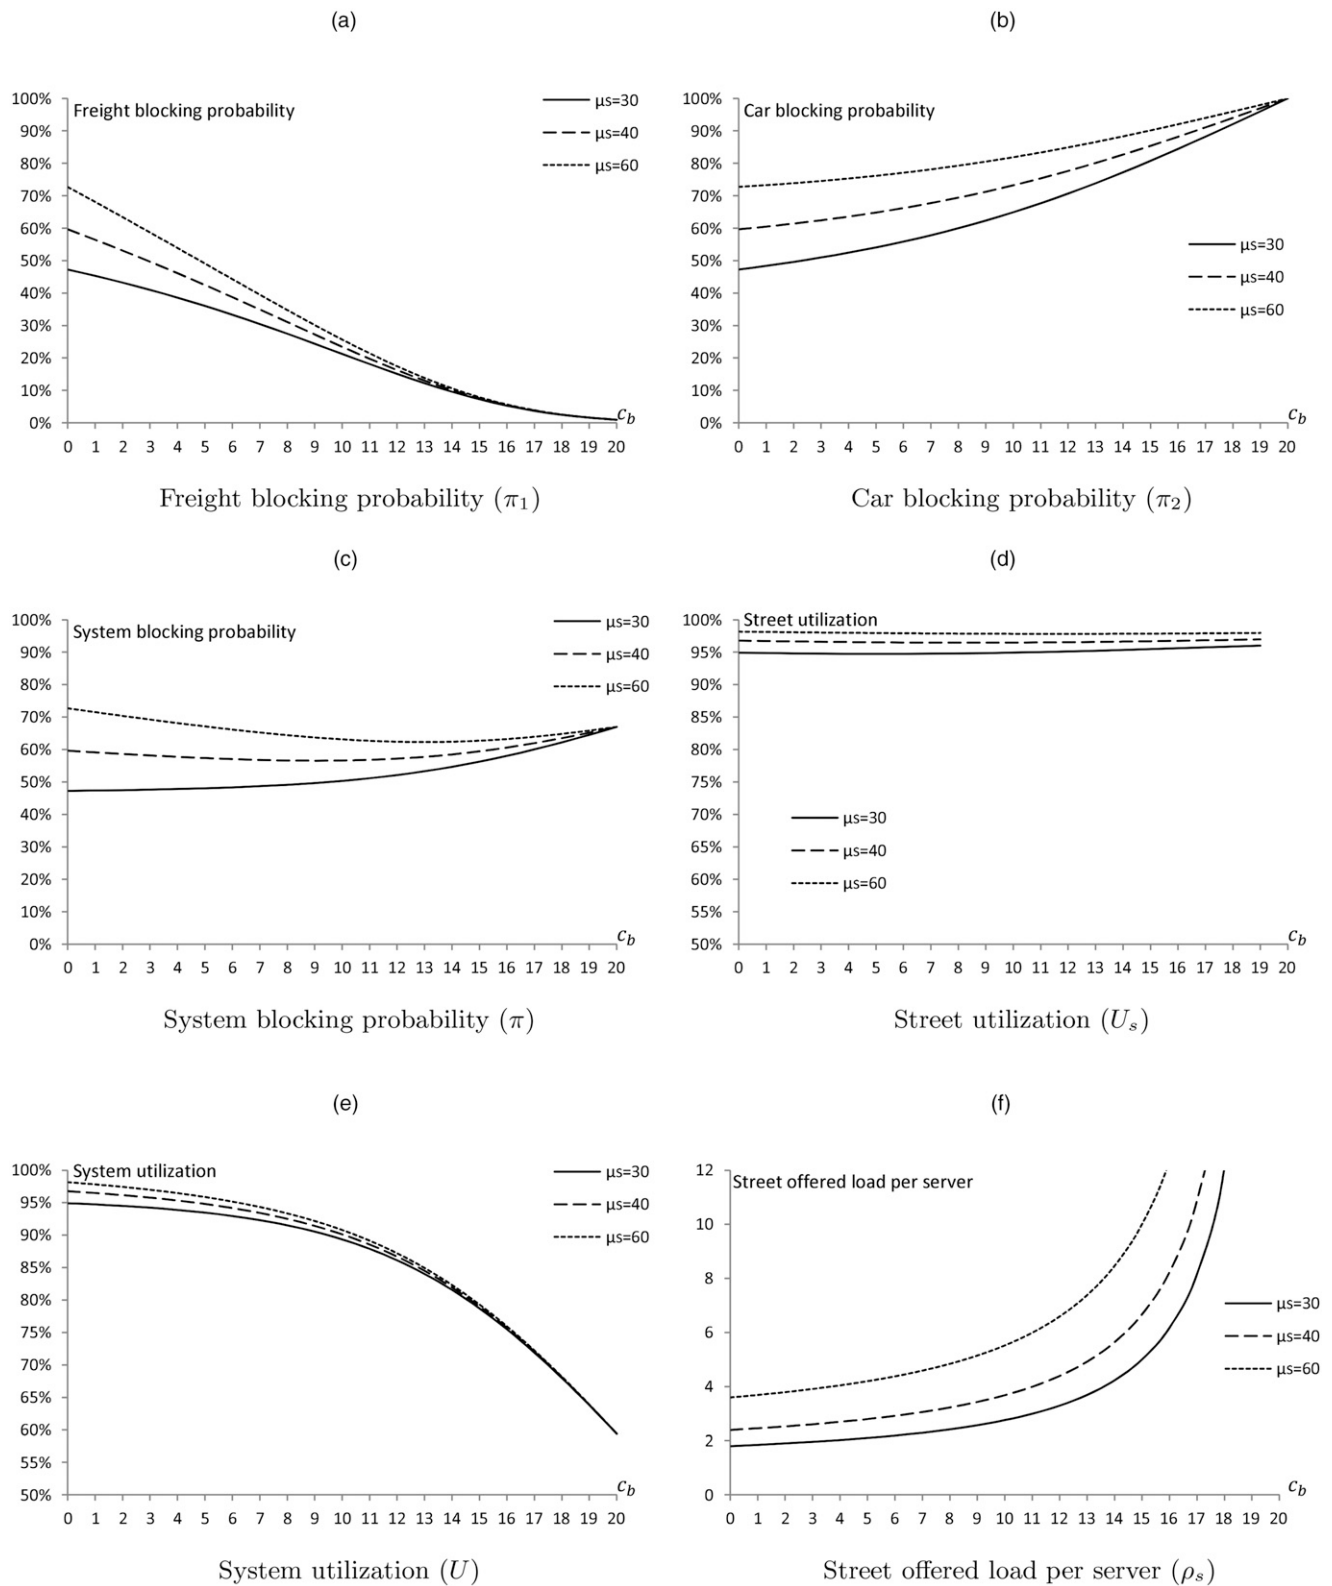 (a)
Freight blocking probability
μs=30
μs=40
μs=60
100%
90%
80%
70%
60%
50%
40%
30%
20%
10%
0%
c_b
0 1 2 3 4 5 6 7 8 9 10 11 12 13 14 15 16 17 18 19 20
Freight blocking probability (π₁)
(b)
Car blocking probability
100%
90%
80%
70%
60%
50%
40%
30%
20%
10%
0%
μs=30
μs=40
μs=60
c_b
0 1 2 3 4 5 6 7 8 9 10 11 12 13 14 15 16 17 18 19 20
Car blocking probability (π₂)
(c)
System blocking probability
μs=30
μs=40
μs=60
100%
90%
80%
70%
60%
50%
40%
30%
20%
10%
0%
c_b
0 1 2 3 4 5 6 7 8 9 10 11 12 13 14 15 16 17 18 19 20
System blocking probability (π)
(d)
Street utilization
100%
95%
90%
85%
80%
75%
70%
65%
60%
55%
50%
μs=30
μs=40
μs=60
c_b
0 1 2 3 4 5 6 7 8 9 10 11 12 13 14 15 16 17 18 19 20
Street utilization (Uₛ)
(e)
System utilization
μs=30
μs=40
μs=60
100%
95%
90%
85%
80%
75%
70%
65%
60%
55%
50%
c_b
0 1 2 3 4 5 6 7 8 9 10 11 12 13 14 15 16 17 18 19 20
System utilization (U)
(f)
Street offered load per server
12
10
8
6
4
2
0
μs=30
μs=40
μs=60
c_b
0 1 2 3 4 5 6 7 8 9 10 11 12 13 14 15 16 17 18 19 20
Street offered load per server (ρₛ)